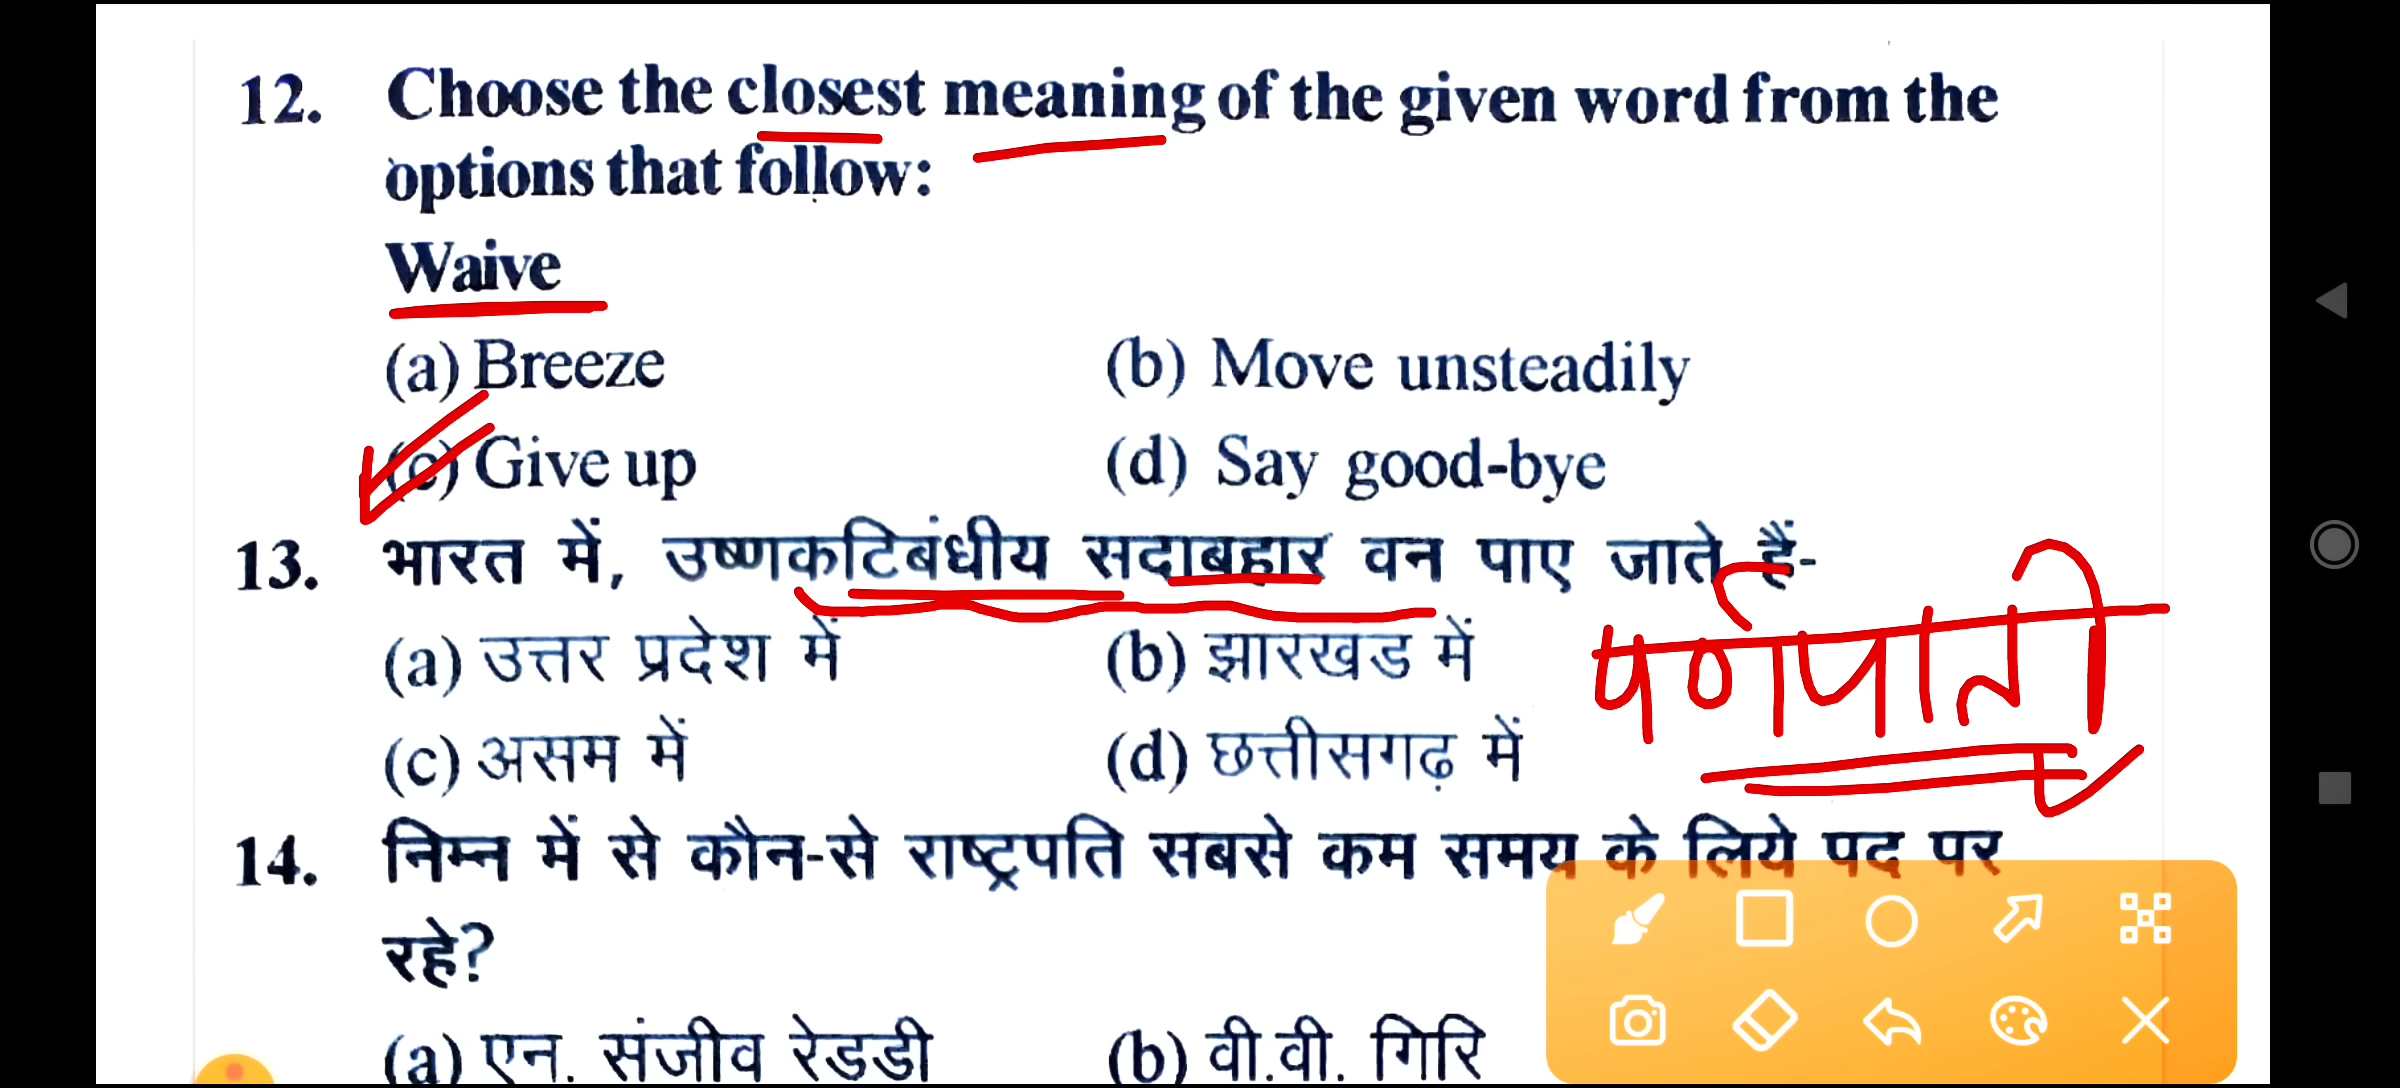 12. Choose the closest meaning of the given word from the
options that follow:
Waive
(a) Breeze (b) Move unsteadily
(c) Give up (d) Say good-bye
13. भारत में, उष्णकटिबंधीय सदाबहार वन पाए जाते हैं-
(a) उत्तर प्रदेश में (b) झारखड में
पर्णपाती
(c) असम में (d) छत्तीसगढ़ में
14. निम्न में से कौन-से राष्ट्रपति सबसे कम समय के लिये पद पर
रहे?
(a) एन. संजीव रेडडी (b) वी.वी. गिरि